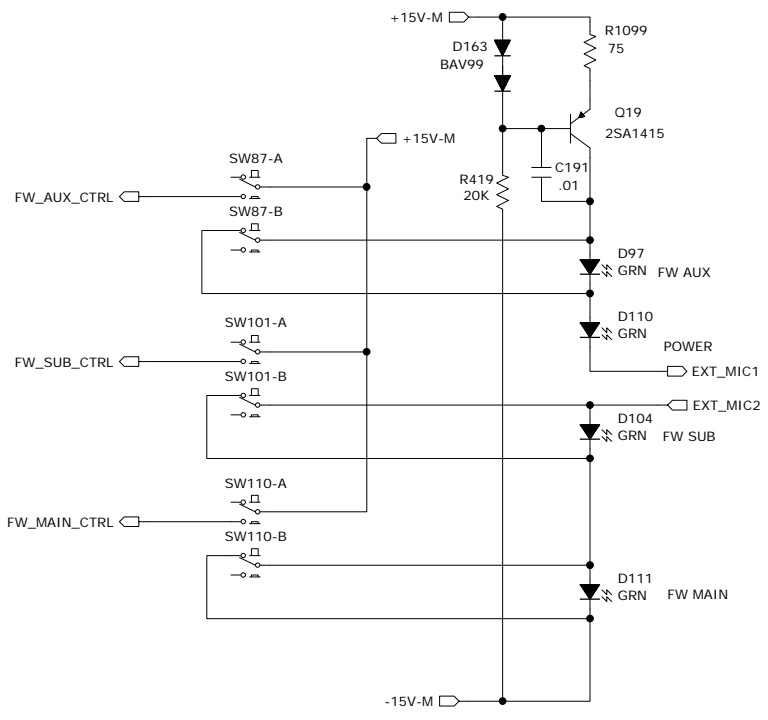 +15V-M
R1099
75
D163
BAV99
Q19
2SA1415
+15V-M
C191
.01
R419
20K
SW87-A
FW_AUX_CTRL
SW87-B
D97
GRN
FW AUX
D110
GRN
POWER
EXT_MIC1
SW101-A
FW_SUB_CTRL
SW101-B
EXT_MIC2
D104
GRN
FW SUB
SW110-A
FW_MAIN_CTRL
SW110-B
D111
GRN
FW MAIN
-15V-M